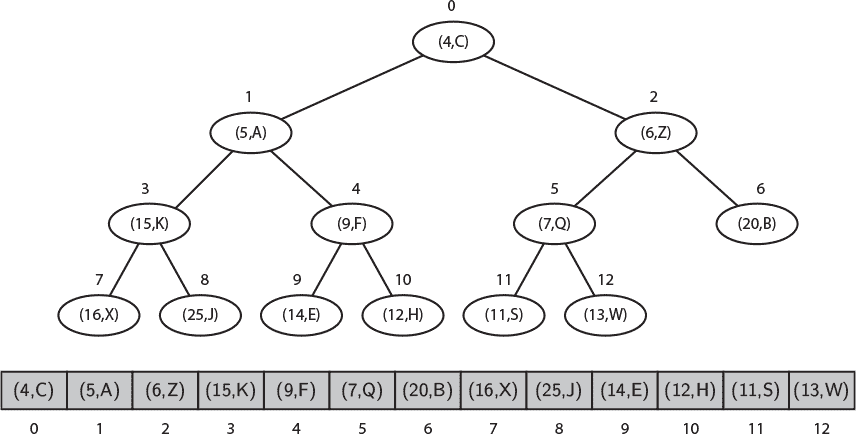 0
(4,C)
1 2
(5,A) (6,Z)
3 4 5 6
(15,K) (9,F) (7,Q) (20,B)
7 8 9 10 11 12
(16,X) (25,J) (14,E) (12,H) (11,S) (13,W)
(4,C) (5,A) (6,Z) (15,K) (9,F) (7,Q) (20,B) (16,X) (25,J) (14,E) (12,H) (11,S) (13,W)
0 1 2 3 4 5 6 7 8 9 10 11 12